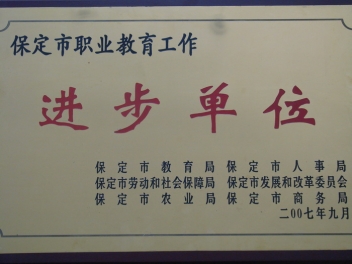 保定市职业教育工作
进步单位
保定市教育局 保定市人事局
保定市劳动和社会保障局 保定市发展和改革委员会
保定市农业局 保定市商务局
二〇〇七年九月